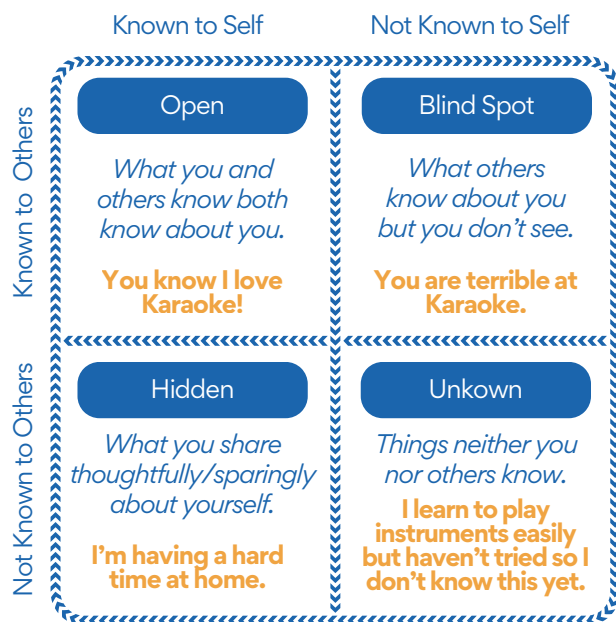 Known to Self
Not Known to Self
Known to Others
Open
What you and
others know both
know about you.
You know I love
Karaoke!
Blind Spot
What others
know about you
but you don't see.
You are terrible at
Karaoke.
Not Known to Others
Hidden
What you share
thoughtfully/sparingly
about yourself.
I'm having a hard
time at home.
Unkown
Things neither you
nor others know.
I learn to play
instruments easily
but haven't tried so I
don't know this yet.